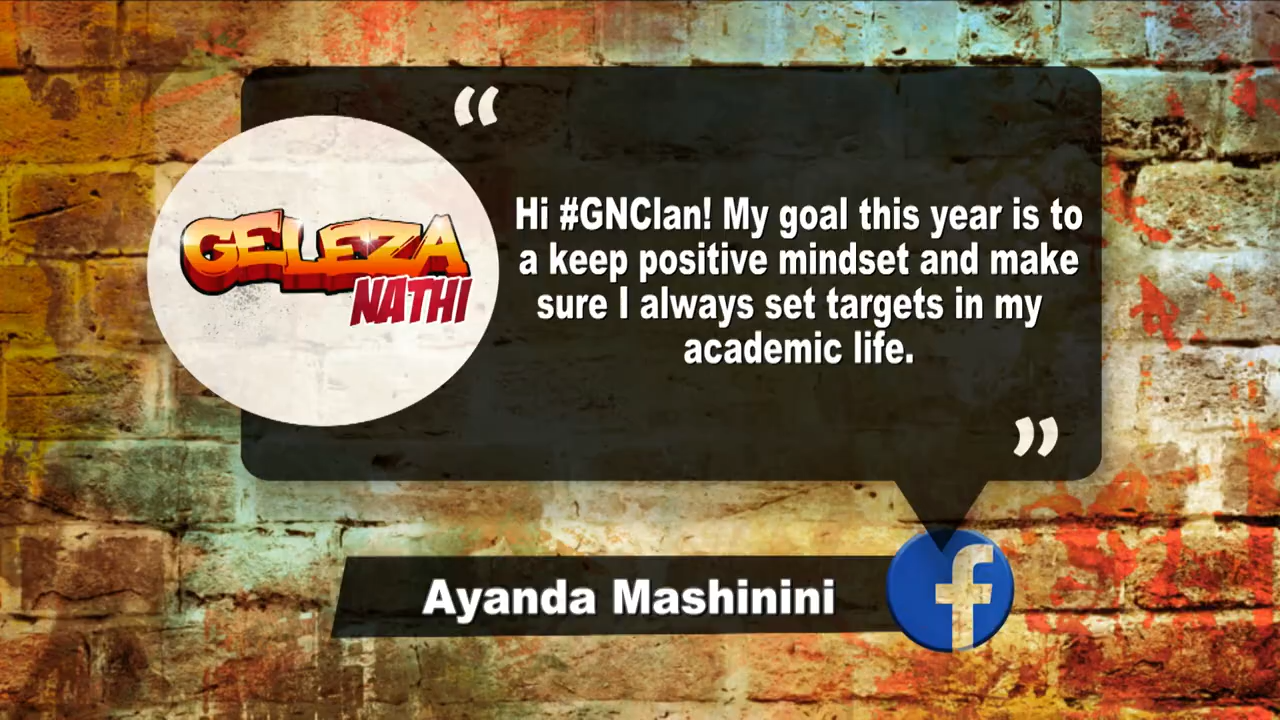 “
GELEZA
NATHI
Hi #GNClan! My goal this year is to
a keep positive mindset and make
sure I always set targets in my
academic life.
”
Ayanda Mashinini
f